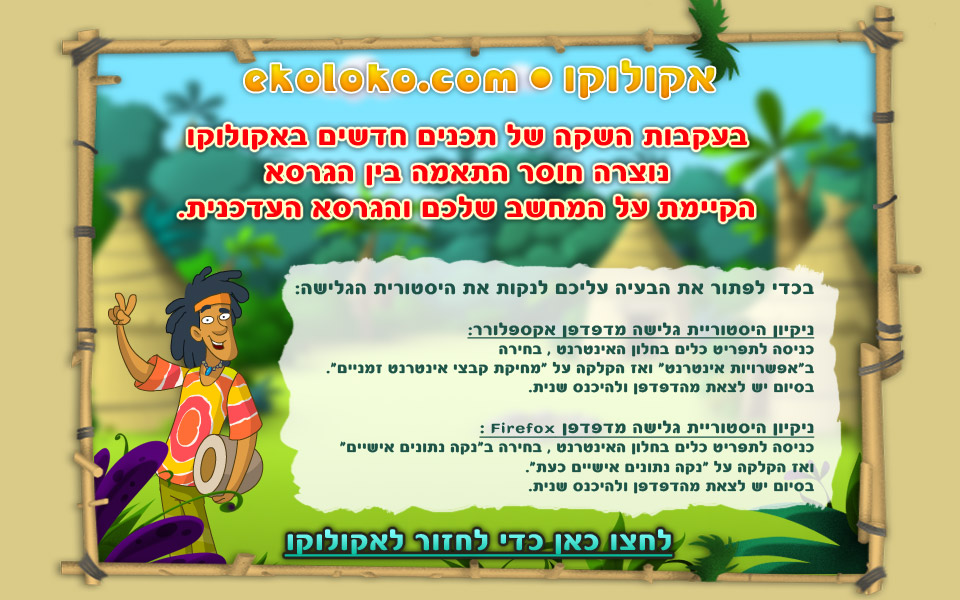 אקולוקו • ekoloko.com
בעקבות השקה של תכנים חדשים באקולוקו
נוצרה חוסר התאמה בין הגרסא
הקיימת על המחשב שלכם והגרסא העדכנית.
בכדי לפתור את הבעיה עליכם לנקות את היסטורית הגלישה:
ניקיון היסטוריית גלישה מדפדפן אקספלורר:
כניסה לתפריט כלים בחלון האינטרנט , בחירה
ב"אפשרויות אינטרנט" ואז הקלקה על "מחיקת קבצי אינטרנט זמניים".
בסיום יש לצאת מהדפדפן ולהיכנס שנית.
ניקיון היסטוריית גלישה מדפדפן Firefox :
כניסה לתפריט כלים בחלון האינטרנט , בחירה ב"נקה נתונים אישיים"
ואז הקלקה על "נקה נתונים אישיים כעת".
בסיום יש לצאת מהדפדפן ולהיכנס שנית.
לחצו כאן כדי לחזור לאקולוקו